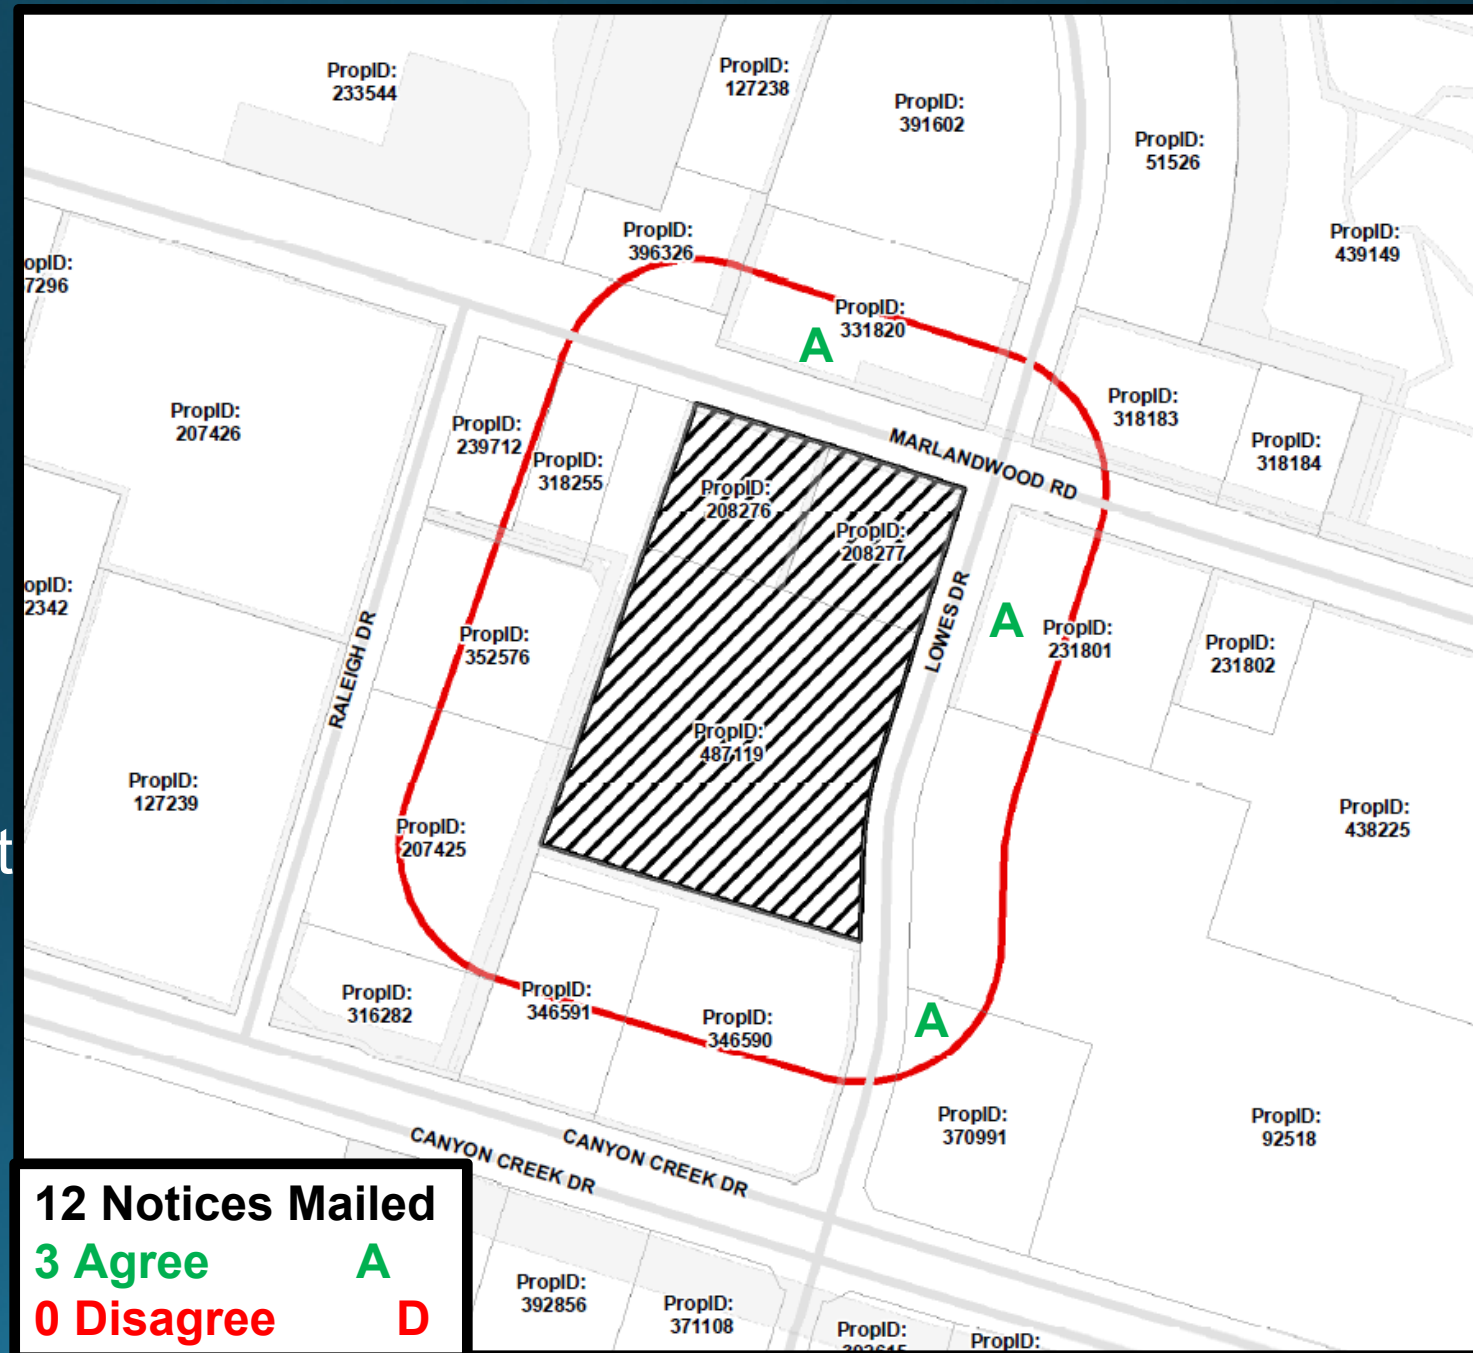 PropID:
233544
PropID:
127238
PropID:
391602
PropID:
51526
PropID:
439149
PropID:
396326
opID:
7296
PropID:
331820
A
PropID:
207426
PropID:
239712
PropID:
318255
PropID:
318183
PropID:
318184
MARLANDWOOD RD
PropID:
208276
PropID:
208277
opID:
2342
RALEIGH DR
PropID:
352576
LOWES DR
A
PropID:
231801
PropID:
231802
PropID:
487119
PropID:
127239
PropID:
207425
PropID:
438225
t
PropID:
316282
PropID:
346591
PropID:
346590
A
PropID:
370991
PropID:
92518
CANYON CREEK DR
CANYON CREEK DR
12 Notices Mailed
3 Agree A
0 Disagree D
PropID:
392856
PropID:
371108
PropID:
PropID: